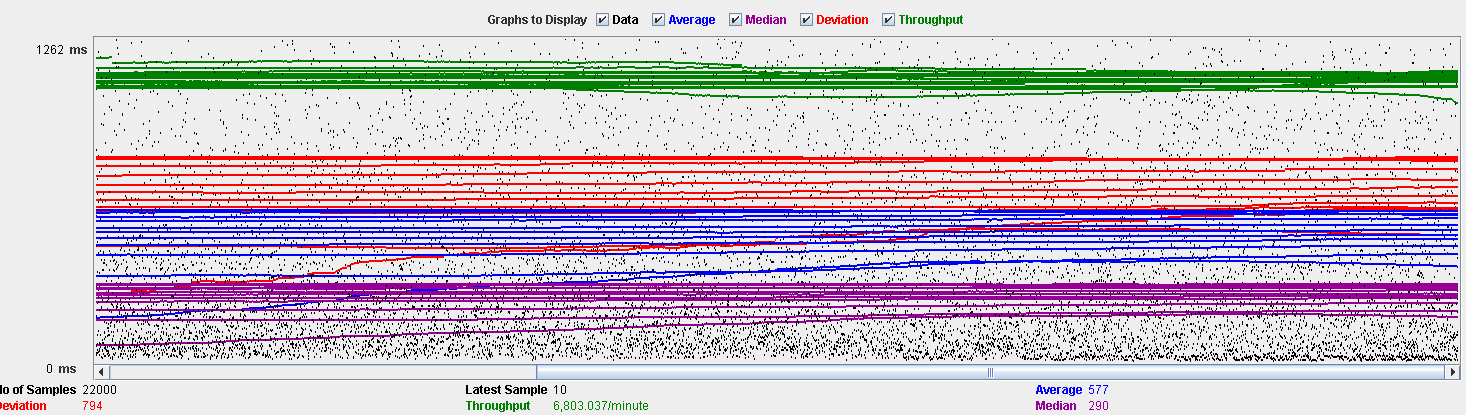 Graphs to Display Data Average Median Deviation Throughput
1262 ms
0 ms
lo of Samples 22000 Latest Sample 10 Average 577
Deviation 794 Throughput 6,803.037/minute Median 290